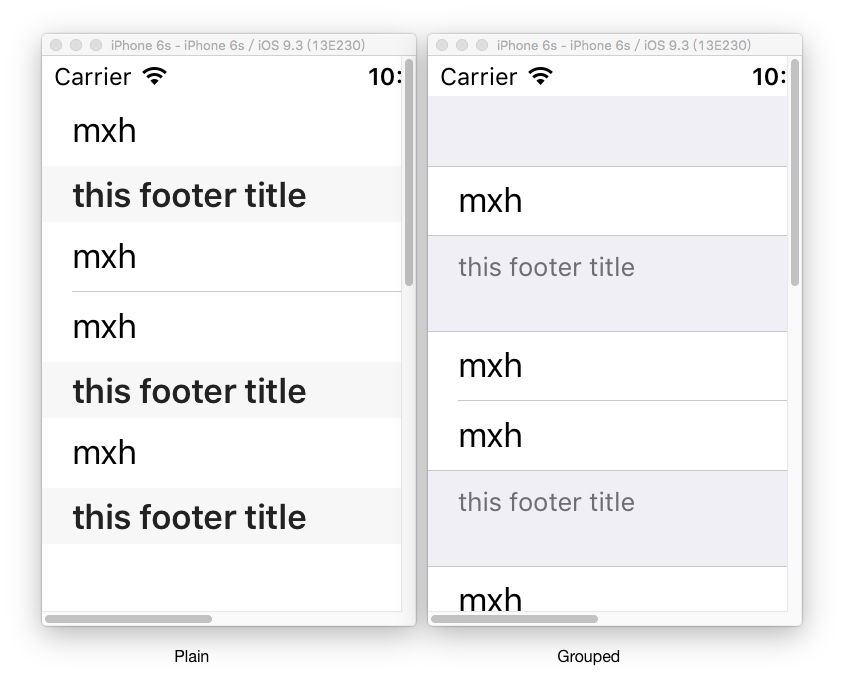 iPhone 6s - iPhone 6s / iOS 9.3 (13E230)
Carrier 10:
mxh
this footer title
mxh
mxh
this footer title
mxh
this footer title
Plain
iPhone 6s - iPhone 6s / iOS 9.3 (13E230)
Carrier 10:
mxh
this footer title
mxh
mxh
this footer title
mxh
Grouped